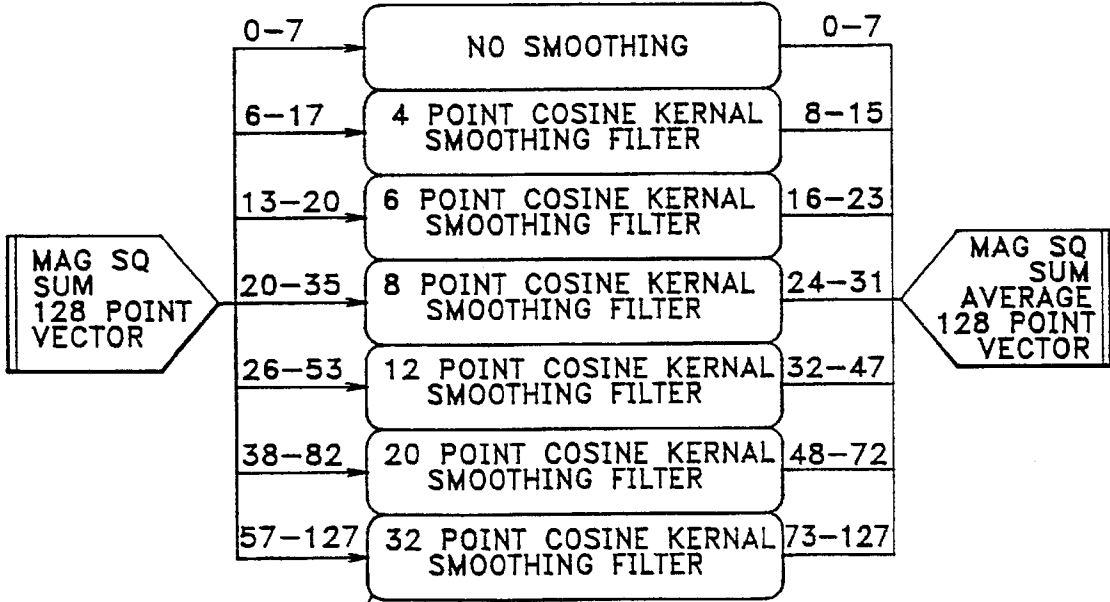 0-7
NO SMOOTHING
0-7
6-17
4 POINT COSINE KERNAL
SMOOTHING FILTER
8-15
13-20
6 POINT COSINE KERNAL
SMOOTHING FILTER
16-23
MAG SQ
SUM
128 POINT
VECTOR
20-35
8 POINT COSINE KERNAL
SMOOTHING FILTER
24-31
MAG SQ
SUM
AVERAGE
128 POINT
VECTOR
26-53
12 POINT COSINE KERNAL
SMOOTHING FILTER
32-47
38-82
20 POINT COSINE KERNAL
SMOOTHING FILTER
48-72
57-127
32 POINT COSINE KERNAL
SMOOTHING FILTER
73-127